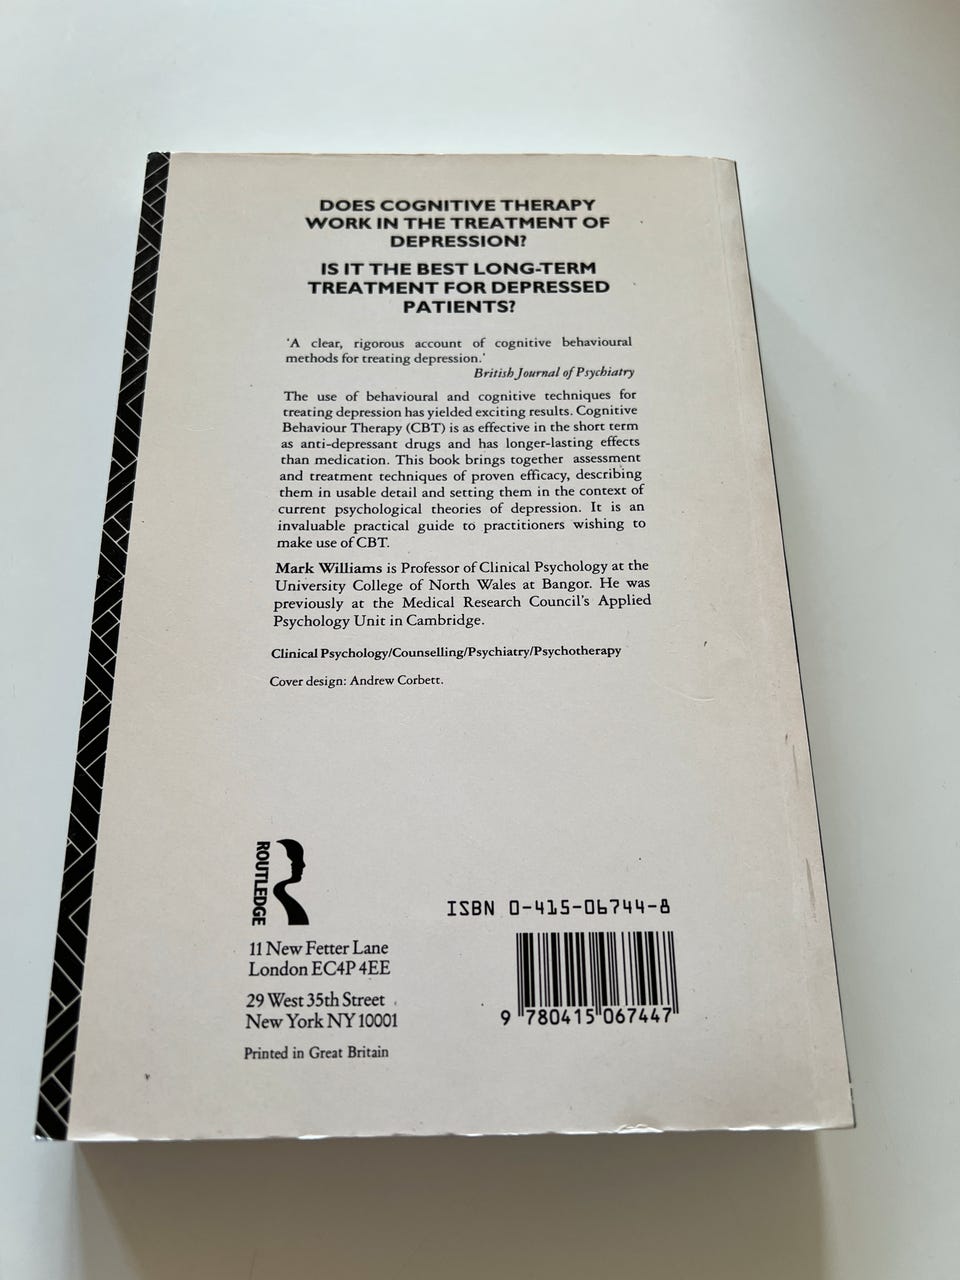 DOES COGNITIVE THERAPY
WORK IN THE TREATMENT OF
DEPRESSION?
IS IT THE BEST LONG-TERM
TREATMENT FOR DEPRESSED
PATIENTS?
'A clear, rigorous account of cognitive behavioural
methods for treating depression.'
British Journal of Psychiatry
The use of behavioural and cognitive techniques for
treating depression has yielded exciting results. Cognitive
Behaviour Therapy (CBT) is as effective in the short term
as anti-depressant drugs and has longer-lasting effects
than medication. This book brings together assessment
and treatment techniques of proven efficacy, describing
them in usable detail and setting them in the context of
current psychological theories of depression. It is an
invaluable practical guide to practitioners wishing to
make use of CBT.
Mark Williams is Professor of Clinical Psychology at the
University College of North Wales at Bangor. He was
previously at the Medical Research Council's Applied
Psychology Unit in Cambridge.
Clinical Psychology/Counselling/Psychiatry/Psychotherapy
Cover design: Andrew Corbett.
ROUTLEDGE
11 New Fetter Lane
London EC4P 4EE
29 West 35th Street
New York NY 10001
Printed in Great Britain
ISBN 0-415-06744-8
9 780415 067447